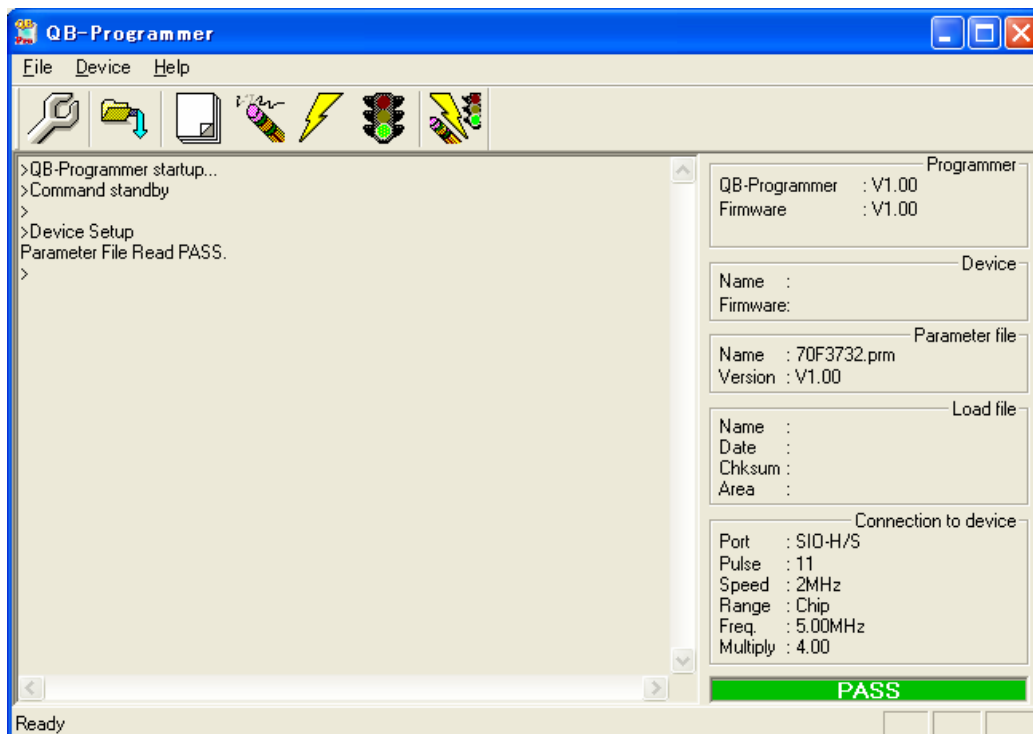 QB-Programmer
File Device Help
>QB-Programmer startup...
>Command standby
>
>Device Setup
Parameter File Read PASS.
>
Programmer
QB-Programmer : V1.00
Firmware : V1.00
Device
Name :
Firmware:
Parameter file
Name : 70F3732.prm
Version : V1.00
Load file
Name :
Date :
Chksum :
Area :
Connection to device
Port : SIO-H/S
Pulse : 11
Speed : 2MHz
Range : Chip
Freq. : 5.00MHz
Multiply : 4.00
PASS
Ready